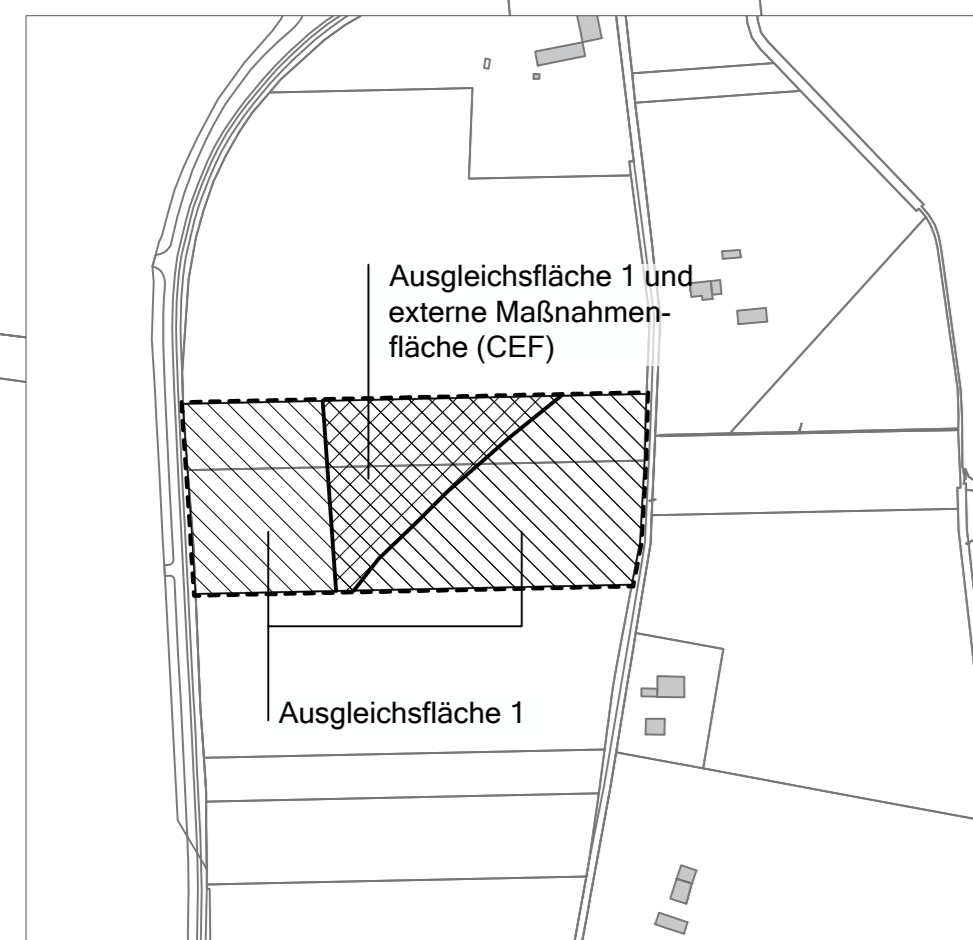 Ausgleichsfläche 1 und
externe Maßnahmen-
fläche (CEF)
Ausgleichsfläche 1